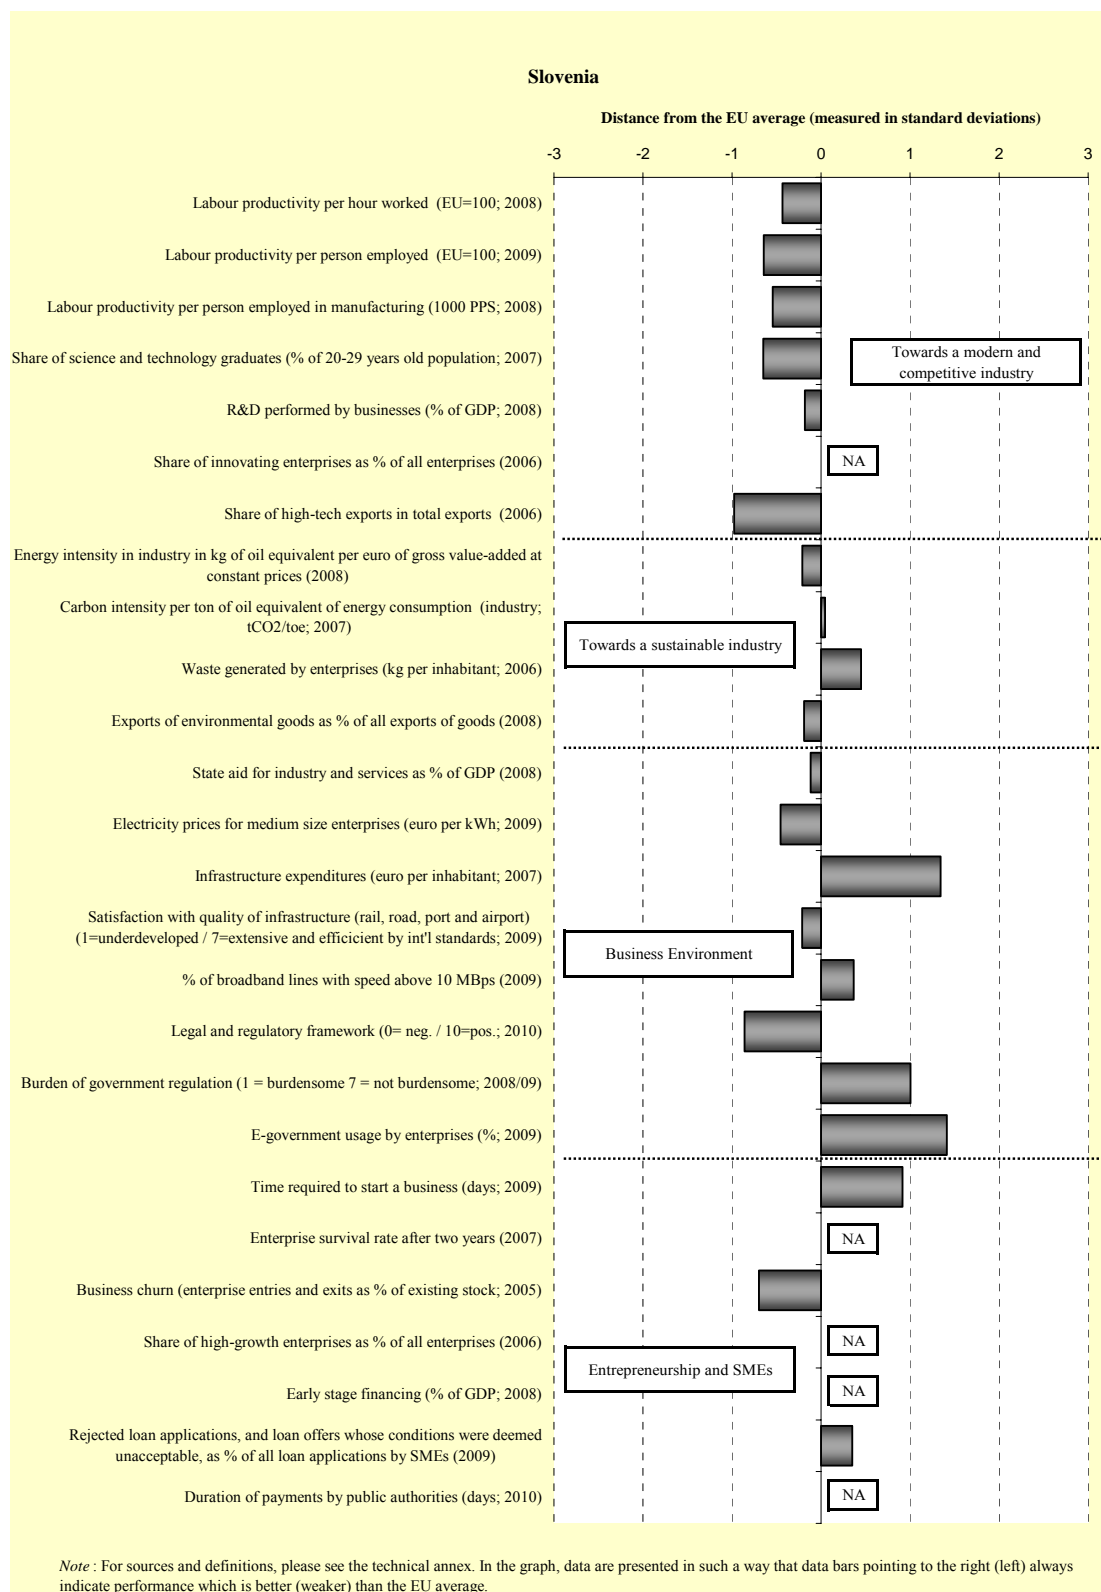 Slovenia
Distance from the EU average (measured in standard deviations)
-3 -2 -1 0 1 2 3
Labour productivity per hour worked (EU=100; 2008)
Labour productivity per person employed (EU=100; 2009)
Labour productivity per person employed in manufacturing (1000 PPS; 2008)
Share of science and technology graduates (% of 20-29 years old population; 2007)
Towards a modern and
competitive industry
R&D performed by businesses (% of GDP; 2008)
Share of innovating enterprises as % of all enterprises (2006)
NA
Share of high-tech exports in total exports (2006)
Energy intensity in industry in kg of oil equivalent per euro of gross value-added at
constant prices (2008)
Carbon intensity per ton of oil equivalent of energy consumption (industry;
tCO2/toe; 2007)
Towards a sustainable industry
Waste generated by enterprises (kg per inhabitant; 2006)
Exports of environmental goods as % of all exports of goods (2008)
State aid for industry and services as % of GDP (2008)
Electricity prices for medium size enterprises (euro per kWh; 2009)
Infrastructure expenditures (euro per inhabitant; 2007)
Satisfaction with quality of infrastructure (rail, road, port and airport)
(1=underdeveloped / 7=extensive and efficicient by int'l standards; 2009)
Business Environment
% of broadband lines with speed above 10 MBps (2009)
Legal and regulatory framework (0= neg. / 10=pos.; 2010)
Burden of government regulation (1 = burdensome 7 = not burdensome; 2008/09)
E-government usage by enterprises (%; 2009)
Time required to start a business (days; 2009)
Enterprise survival rate after two years (2007)
NA
Business churn (enterprise entries and exits as % of existing stock; 2005)
Share of high-growth enterprises as % of all enterprises (2006)
NA
Entrepreneurship and SMEs
Early stage financing (% of GDP; 2008)
NA
Rejected loan applications, and loan offers whose conditions were deemed
unacceptable, as % of all loan applications by SMEs (2009)
Duration of payments by public authorities (days; 2010)
NA
Note : For sources and definitions, please see the technical annex. In the graph, data are presented in such a way that data bars pointing to the right (left) always
indicate performance which is better (weaker) than the EU average.